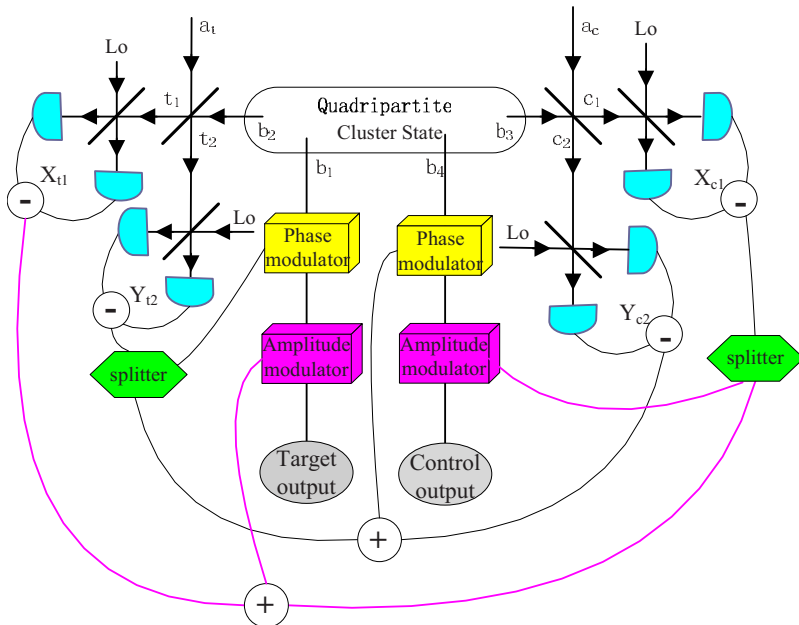 a_t
a_c
Lo
Lo
t_1
t_2
b_2
Quadripartite
Cluster State
b_3
c_1
c_2
b_1
b_4
X_t1
-
X_c1
-
Lo
Lo
Phase
modulator
Phase
modulator
Y_t2
-
Y_c2
-
Amplitude
modulator
Amplitude
modulator
splitter
splitter
Target
output
Control
output
+
+